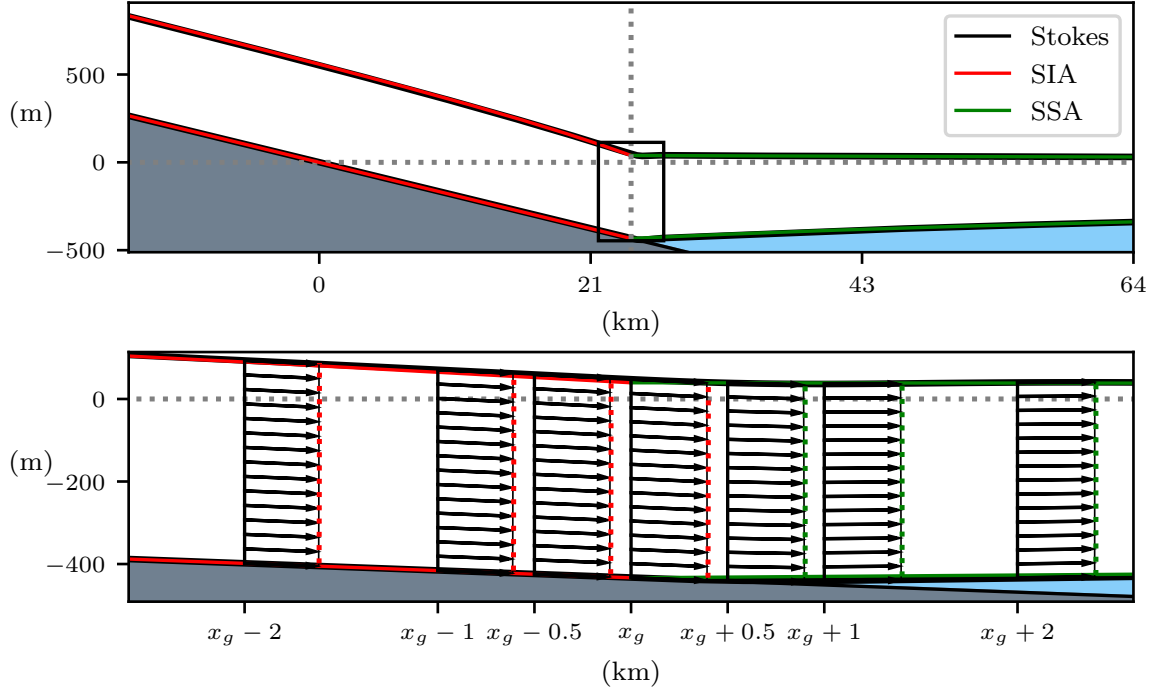 Stokes
SIA
SSA
500
(m)
0
−500
0 21 43 64
(km)
0
(m)
−200
−400
x_g − 2 x_g − 1 x_g − 0.5 x_g x_g + 0.5 x_g + 1 x_g + 2
(km)